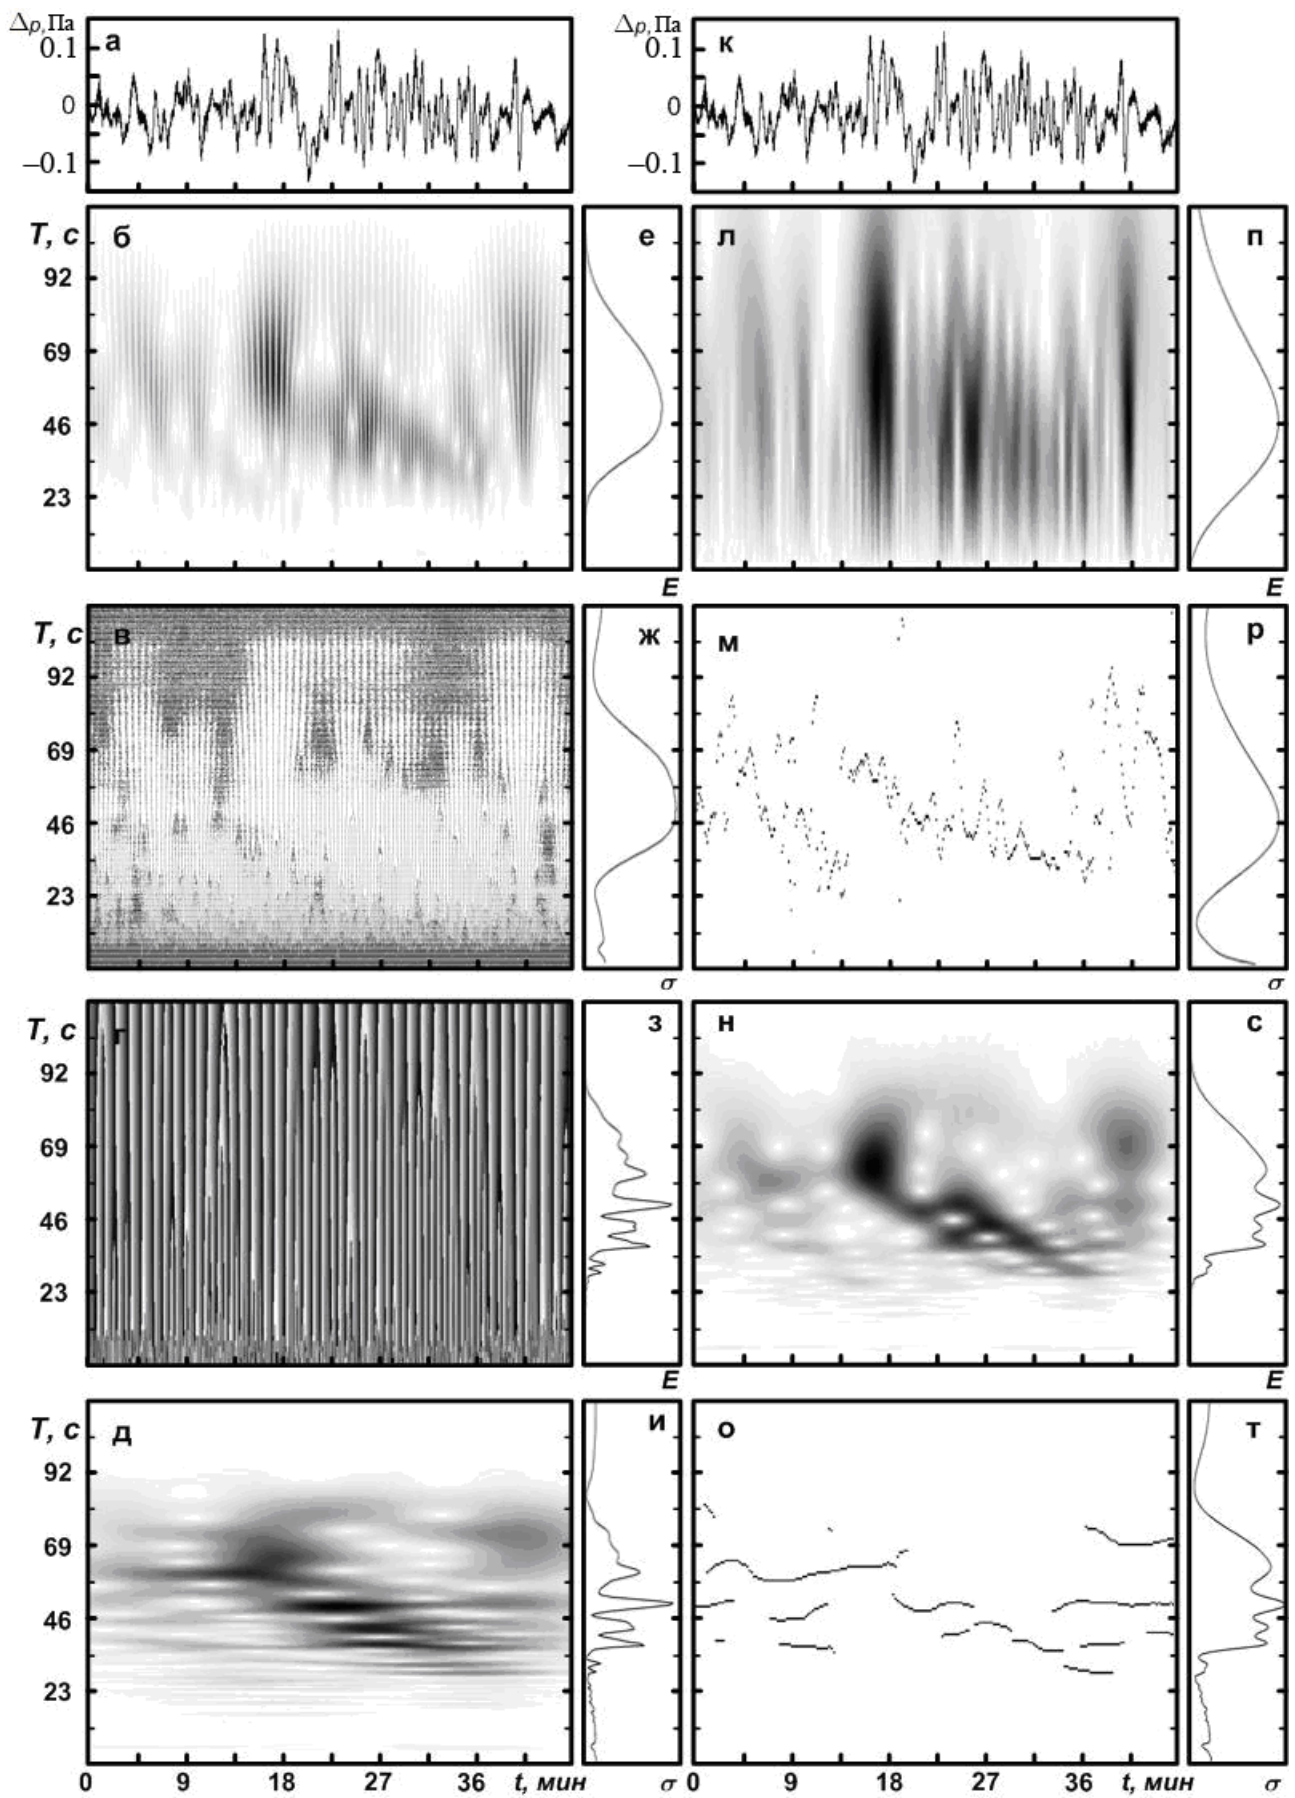 Δp, Па
0.1
0
–0.1
а
Δp, Па
0.1
0
–0.1
к
T, с
92
69
46
23
б
е
л
п
E
E
T, с
92
69
46
23
в
ж
м
р
σ
σ
T, с
92
69
46
23
г
з
н
с
E
E
T, с
92
69
46
23
д
и
о
т
0 9 18 27 36 t, мин σ 0 9 18 27 36 t, мин σ